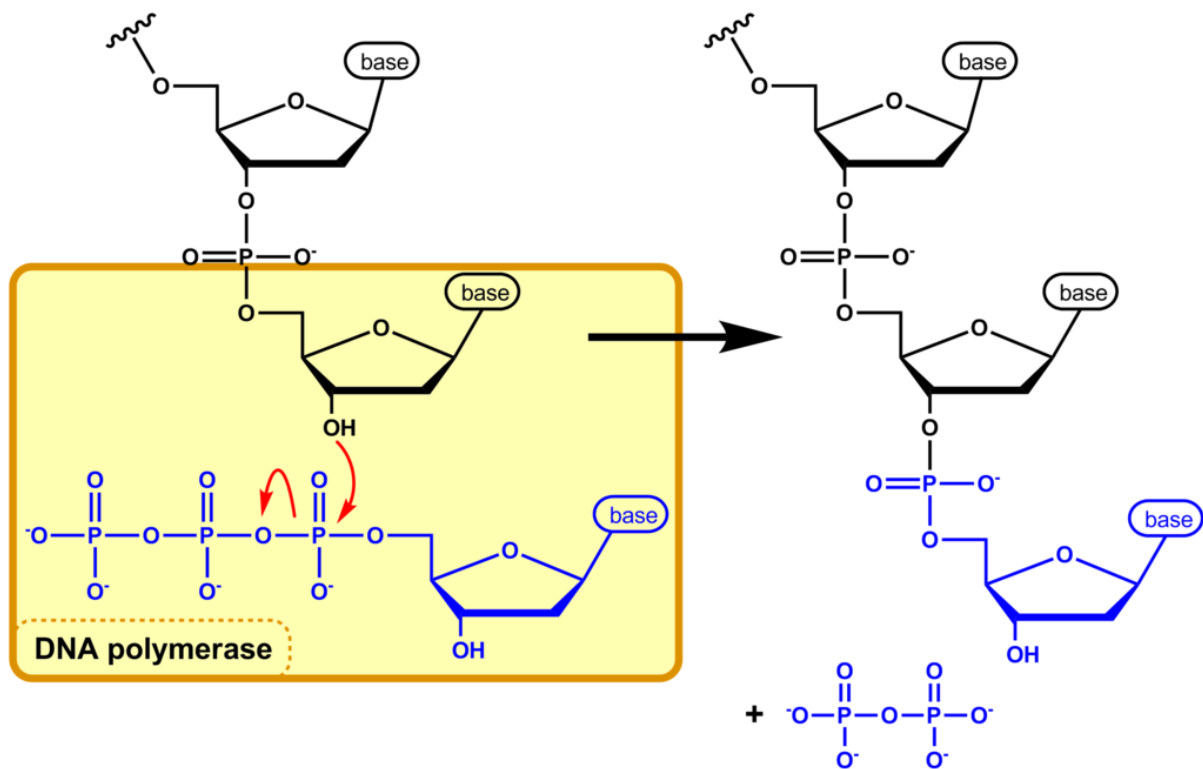 base
base
O
O
O
O
O
O=P–O⁻
O=P–O⁻
O
base
O
base
O
O
O
OH
O
O
O
O
O=P–O⁻
base
⁻O–P–O–P–O–P–O
base
O
O
O
O⁻
O⁻
O⁻
O
DNA polymerase
OH
OH
O
O
+ ⁻O–P–O–P–O⁻
O⁻
O⁻